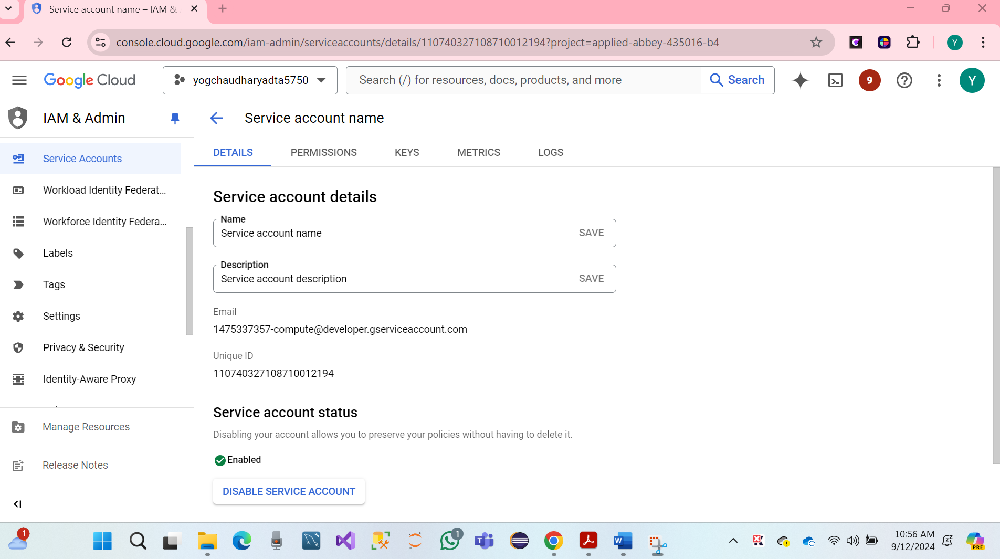 Service account name – IAM &
console.cloud.google.com/iam-admin/serviceaccounts/details/110740327108710012194?project=applied-abbey-435016-b4
Y
Google Cloud
yogchaudharyadta5750
Search (/) for resources, docs, products, and more
Search
9
Y
IAM & Admin
Service account name
Service Accounts
Workload Identity Federat...
Workforce Identity Federa...
Labels
Tags
Settings
Privacy & Security
Identity-Aware Proxy
Manage Resources
Release Notes
DETAILS
PERMISSIONS
KEYS
METRICS
LOGS
Service account details
Name
Service account name
SAVE
Description
Service account description
SAVE
Email
1475337357-compute@developer.gserviceaccount.com
Unique ID
110740327108710012194
Service account status
Disabling your account allows you to preserve your policies without having to delete it.
Enabled
DISABLE SERVICE ACCOUNT
1
1
10:56 AM
9/12/2024
PRE